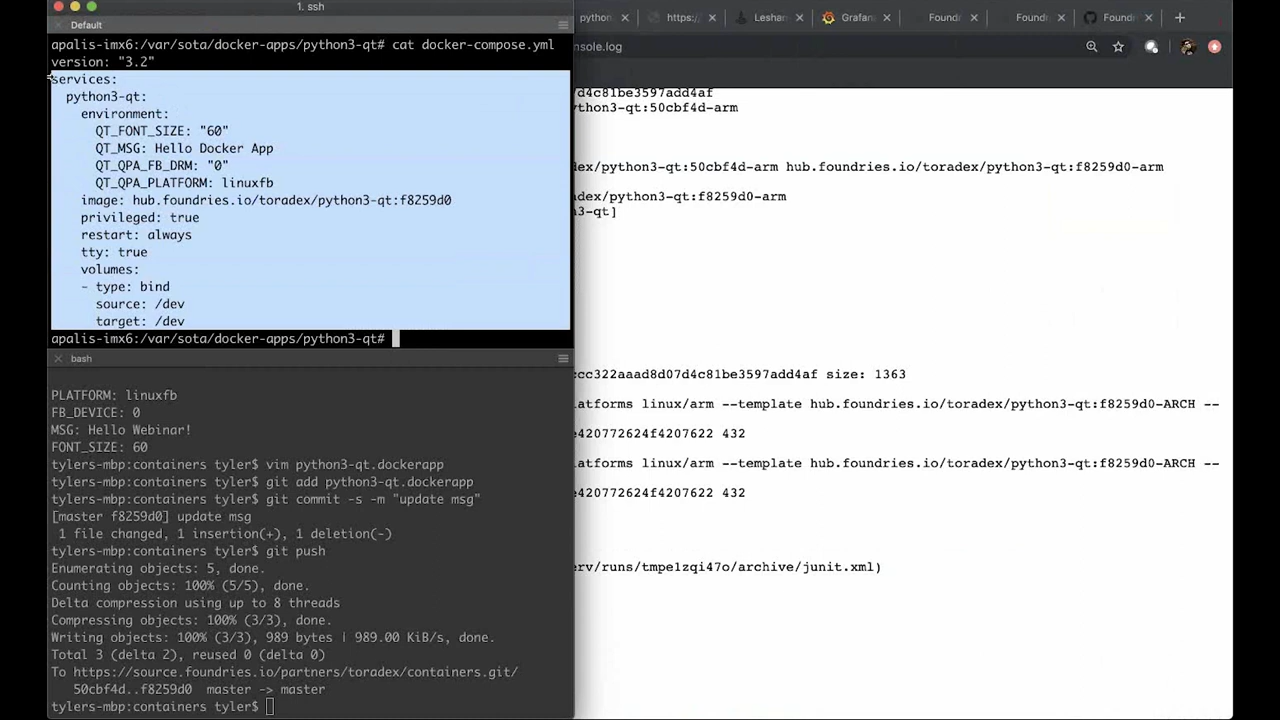 1. ssh
Default
apalis-imx6:/var/sota/docker-apps/python3-qt# cat docker-compose.yml
version: "3.2"
services:
python3-qt:
environment:
QT_FONT_SIZE: "60"
QT_MSG: Hello Docker App
QT_QPA_FB_DRM: "0"
QT_QPA_PLATFORM: linuxfb
image: hub.foundries.io/toradex/python3-qt:f8259d0
privileged: true
restart: always
tty: true
volumes:
- type: bind
source: /dev
target: /dev
apalis-imx6:/var/sota/docker-apps/python3-qt#
bash
PLATFORM: linuxfb
FB_DEVICE: 0
MSG: Hello Webinar!
FONT_SIZE: 60
tylers-mbp:containers tyler$ vim python3-qt.dockerapp
tylers-mbp:containers tyler$ git add python3-qt.dockerapp
tylers-mbp:containers tyler$ git commit -s -m "update msg"
[master f8259d0] update msg
1 file changed, 1 insertion(+), 1 deletion(-)
tylers-mbp:containers tyler$ git push
Enumerating objects: 5, done.
Counting objects: 100% (5/5), done.
Delta compression using up to 8 threads
Compressing objects: 100% (3/3), done.
Writing objects: 100% (3/3), 989 bytes | 989.00 KiB/s, done.
Total 3 (delta 2), reused 0 (delta 0)
To https://source.foundries.io/partners/toradex/containers.git/
50cbf4d..f8259d0 master -> master
tylers-mbp:containers tyler$
python
https:/
Leshan
Grafan
Foundr
Foundr
Foundr
nsole.log
d4c81be3597add4af
thon3-qt:50cbf4d-arm
dex/python3-qt:50cbf4d-arm hub.foundries.io/toradex/python3-qt:f8259d0-arm
dex/python3-qt:f8259d0-arm
n3-qt]
ccc322aaad8d07d4c81be3597add4af size: 1363
latforms linux/arm --template hub.foundries.io/toradex/python3-qt:f8259d0-ARCH --
e420772624f4207622 432
latforms linux/arm --template hub.foundries.io/toradex/python3-qt:f8259d0-ARCH --
e420772624f4207622 432
erv/runs/tmpe1zqi47o/archive/junit.xml)